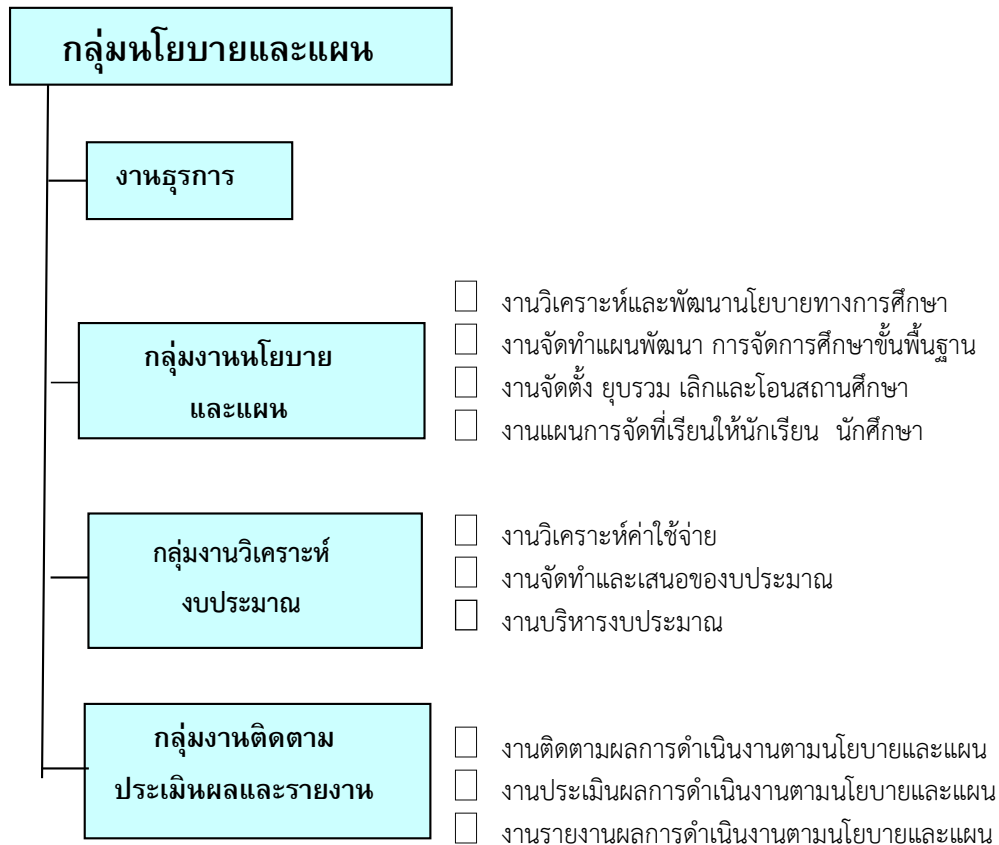 กลุ่มนโยบายและแผน
งานธุรการ
กลุ่มงานนโยบาย
และแผน
งานวิเคราะห์และพัฒนานโยบายทางการศึกษา
งานจัดทำแผนพัฒนา การจัดการศึกษาขั้นพื้นฐาน
งานจัดตั้ง ยุบรวม เลิกและโอนสถานศึกษา
งานแผนการจัดที่เรียนให้นักเรียน นักศึกษา
กลุ่มงานวิเคราะห์
งบประมาณ
งานวิเคราะห์ค่าใช้จ่าย
งานจัดทำและเสนอของบประมาณ
งานบริหารงบประมาณ
กลุ่มงานติดตาม
ประเมินผลและรายงาน
งานติดตามผลการดำเนินงานตามนโยบายและแผน
งานประเมินผลการดำเนินงานตามนโยบายและแผน
งานรายงานผลการดำเนินงานตามนโยบายและแผน